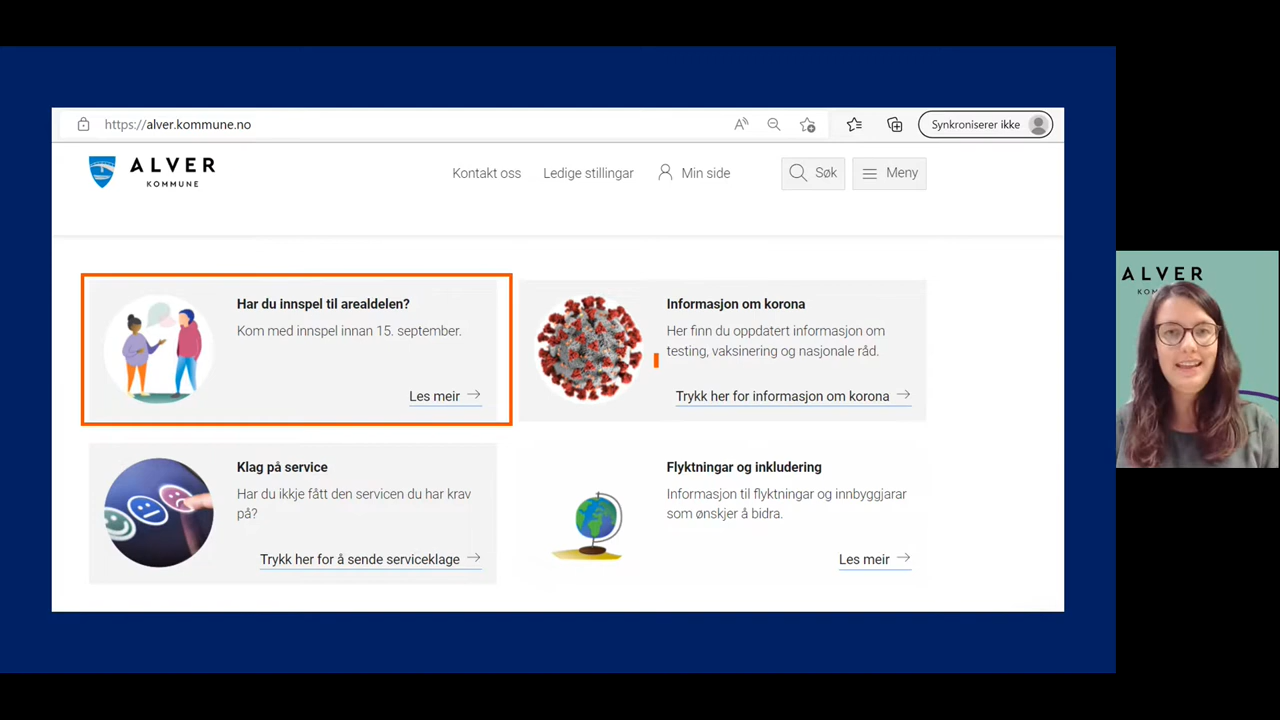 https://alver.kommune.no
Synkroniserer ikke
ALVER
KOMMUNE
Kontakt oss
Ledige stillingar
Min side
Søk
Meny
Har du innspel til arealdelen?
Kom med innspel innan 15. september.
Les meir
Informasjon om korona
Her finn du oppdatert informasjon om
testing, vaksinering og nasjonale råd.
Trykk her for informasjon om korona
Klag på service
Har du ikkje fått den servicen du har krav
på?
Trykk her for å sende serviceklage
Flyktningar og inkludering
Informasjon til flyktningar og innbyggjarar
som ønskjer å bidra.
Les meir
ALVER